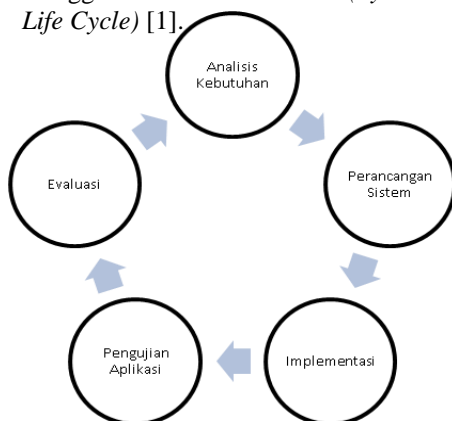 Life Cycle) [1].
Analisis
Kebutuhan
Perancangan
Sistem
Implementasi
Pengujian
Aplikasi
Evaluasi